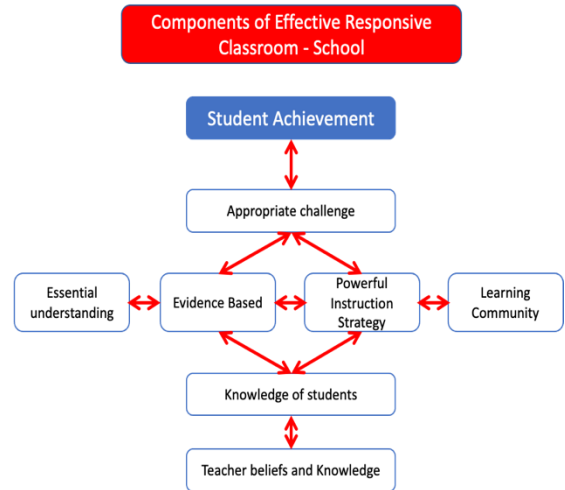 Components of Effective Responsive
Classroom - School
Student Achievement
Appropriate challenge
Essential
understanding
Evidence Based
Powerful
Instruction
Strategy
Learning
Community
Knowledge of students
Teacher beliefs and Knowledge